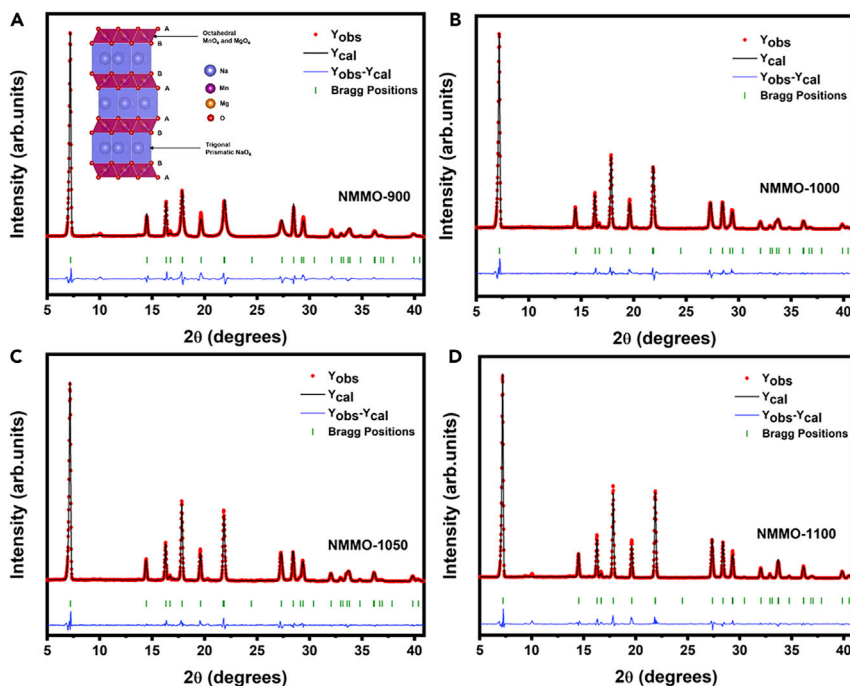 A
Octahedral
MnO₆ and MgO₆
A
B
B
A
A
B
B
A
Na
Mn
Mg
O
Trigonal
Prismatic NaO₆
Yobs
Ycal
Yobs-Ycal
Bragg Positions
NMMO-900
Intensity (arb.units)
5 10 15 20 25 30 35 40
2θ (degrees)
B
Yobs
Ycal
Yobs-Ycal
Bragg Positions
NMMO-1000
Intensity (arb.units)
5 10 15 20 25 30 35 40
2θ (degrees)
C
Yobs
Ycal
Yobs-Ycal
Bragg Positions
NMMO-1050
Intensity (arb.units)
5 10 15 20 25 30 35 40
2θ (degrees)
D
Yobs
Ycal
Yobs-Ycal
Bragg Positions
NMMO-1100
Intensity (arb.units)
5 10 15 20 25 30 35 40
2θ (degrees)